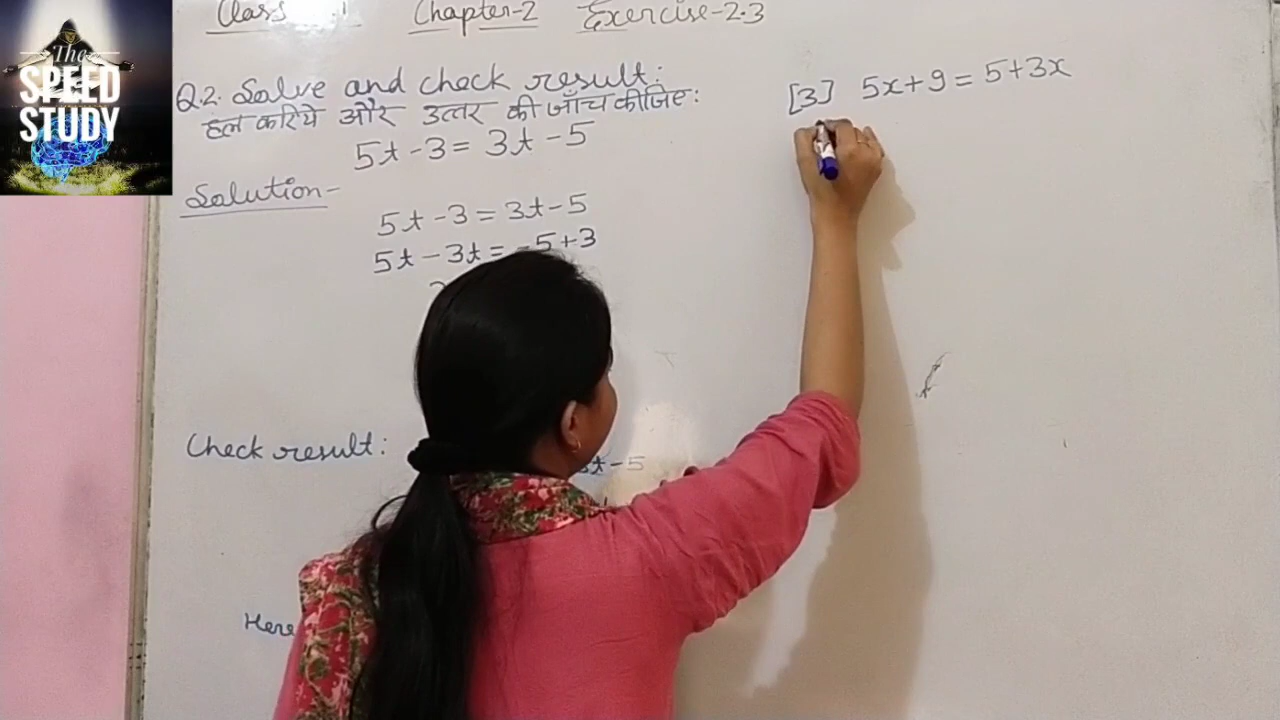 The
SPEED
STUDY
Class Chapter-2 Exercise-2.3
Q.2. Solve and check result:
हल करिये और उत्तर की जाँच कीजिए:
5t - 3 = 3t - 5
Solution-
5t - 3 = 3t - 5
5t - 3t = -5 + 3
Check result:
3t - 5
Here
[3] 5x + 9 = 5 + 3x